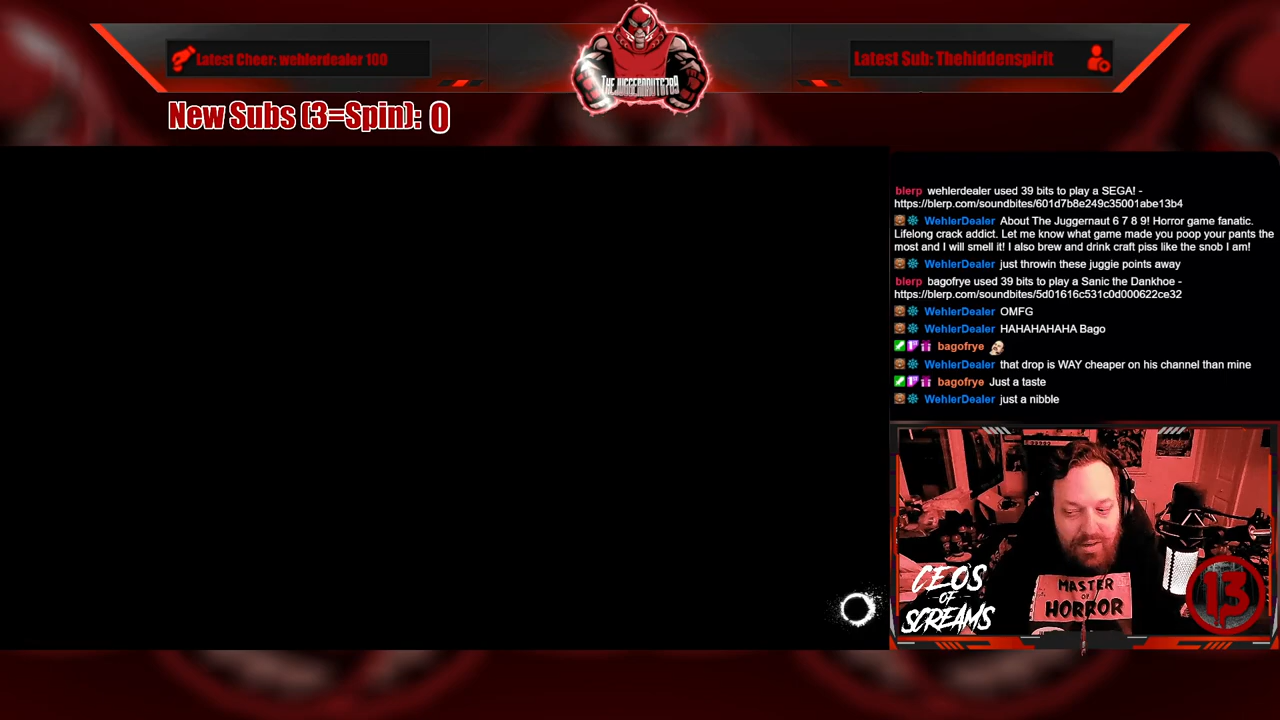 Latest Cheer: wehlerdealer 100
THEJUGGERNAUT6789
Latest Sub: Thehiddenspirit
New Subs (3=Spin): 0
blerp wehlerdealer used 39 bits to play a SEGA! -
https://blerp.com/soundbites/601d7b8e249c35001abe13b4
WehlerDealer About The Juggernaut 6 7 8 9! Horror game fanatic.
Lifelong crack addict. Let me know what game made you poop your pants the
most and I will smell it! I also brew and drink craft piss like the snob I am!
WehlerDealer just throwin these juggie points away
blerp bagofrye used 39 bits to play a Sanic the Dankhoe -
https://blerp.com/soundbites/5d01616c531c0d000622ce32
WehlerDealer OMFG
WehlerDealer HAHAHAHAHA Bago
bagofrye
WehlerDealer that drop is WAY cheaper on his channel than mine
bagofrye Just a taste
WehlerDealer just a nibble
CEOS
OF
SCREAMS
MASTER
OF
HORROR
13